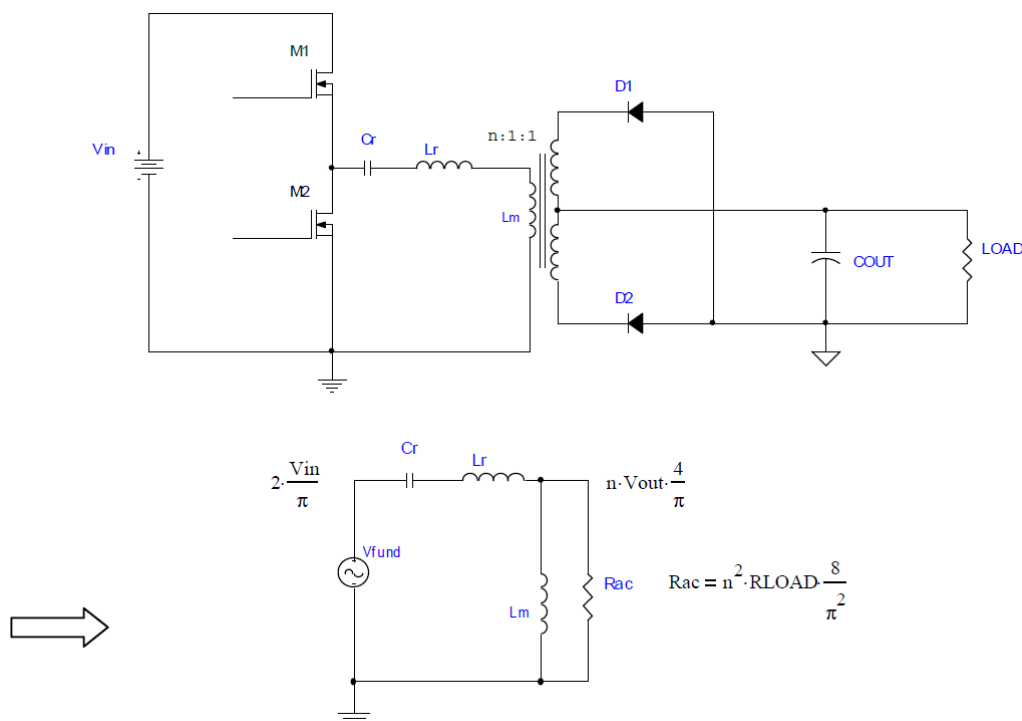 M1
D1
n:1:1
Cr
Lr
Vin
M2
Lm
LOAD
COUT
D2
Cr
Lr
2·Vin/π
n·Vout·4/π
Vfund
Rac
Rac = n²·RLOAD·8/π²
Lm